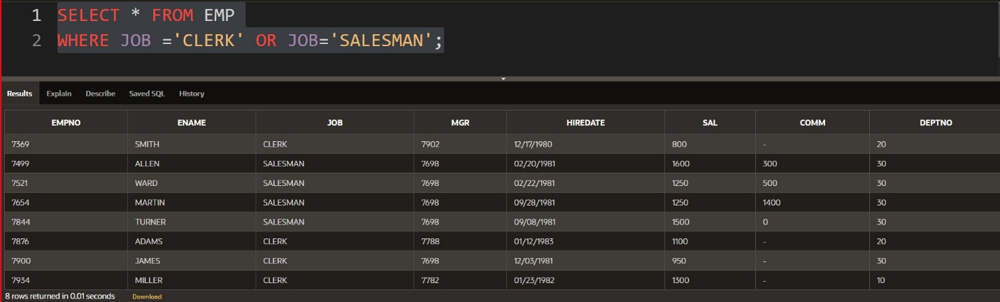 1 SELECT * FROM EMP
2 WHERE JOB ='CLERK' OR JOB='SALESMAN';
Results Explain Describe Saved SQL History
EMPNO ENAME JOB MGR HIREDATE SAL COMM DEPTNO
7369 SMITH CLERK 7902 12/17/1980 800 - 20
7499 ALLEN SALESMAN 7698 02/20/1981 1600 300 30
7521 WARD SALESMAN 7698 02/22/1981 1250 500 30
7654 MARTIN SALESMAN 7698 09/28/1981 1250 1400 30
7844 TURNER SALESMAN 7698 09/08/1981 1500 0 30
7876 ADAMS CLERK 7788 01/12/1983 1100 - 20
7900 JAMES CLERK 7698 12/03/1981 950 - 30
7934 MILLER CLERK 7782 01/23/1982 1300 - 10
8 rows returned in 0.01 seconds Download